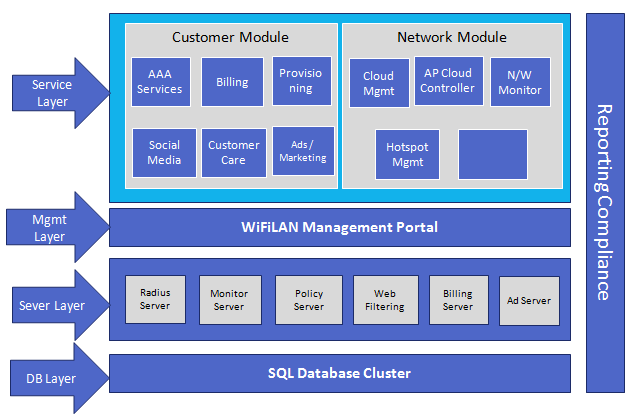 Customer Module
Network Module
Service
Layer
AAA
Services
Billing
Provisio
ning
Cloud
Mgmt
AP Cloud
Controller
N/W
Monitor
Social
Media
Customer
Care
Ads /
Marketing
Hotspot
Mgmt
Mgmt
Layer
WiFiLAN Management Portal
Sever Layer
Radius
Server
Monitor
Server
Policy
Server
Web
Filtering
Billing
Server
Ad Server
DB Layer
SQL Database Cluster
Reporting Compliance